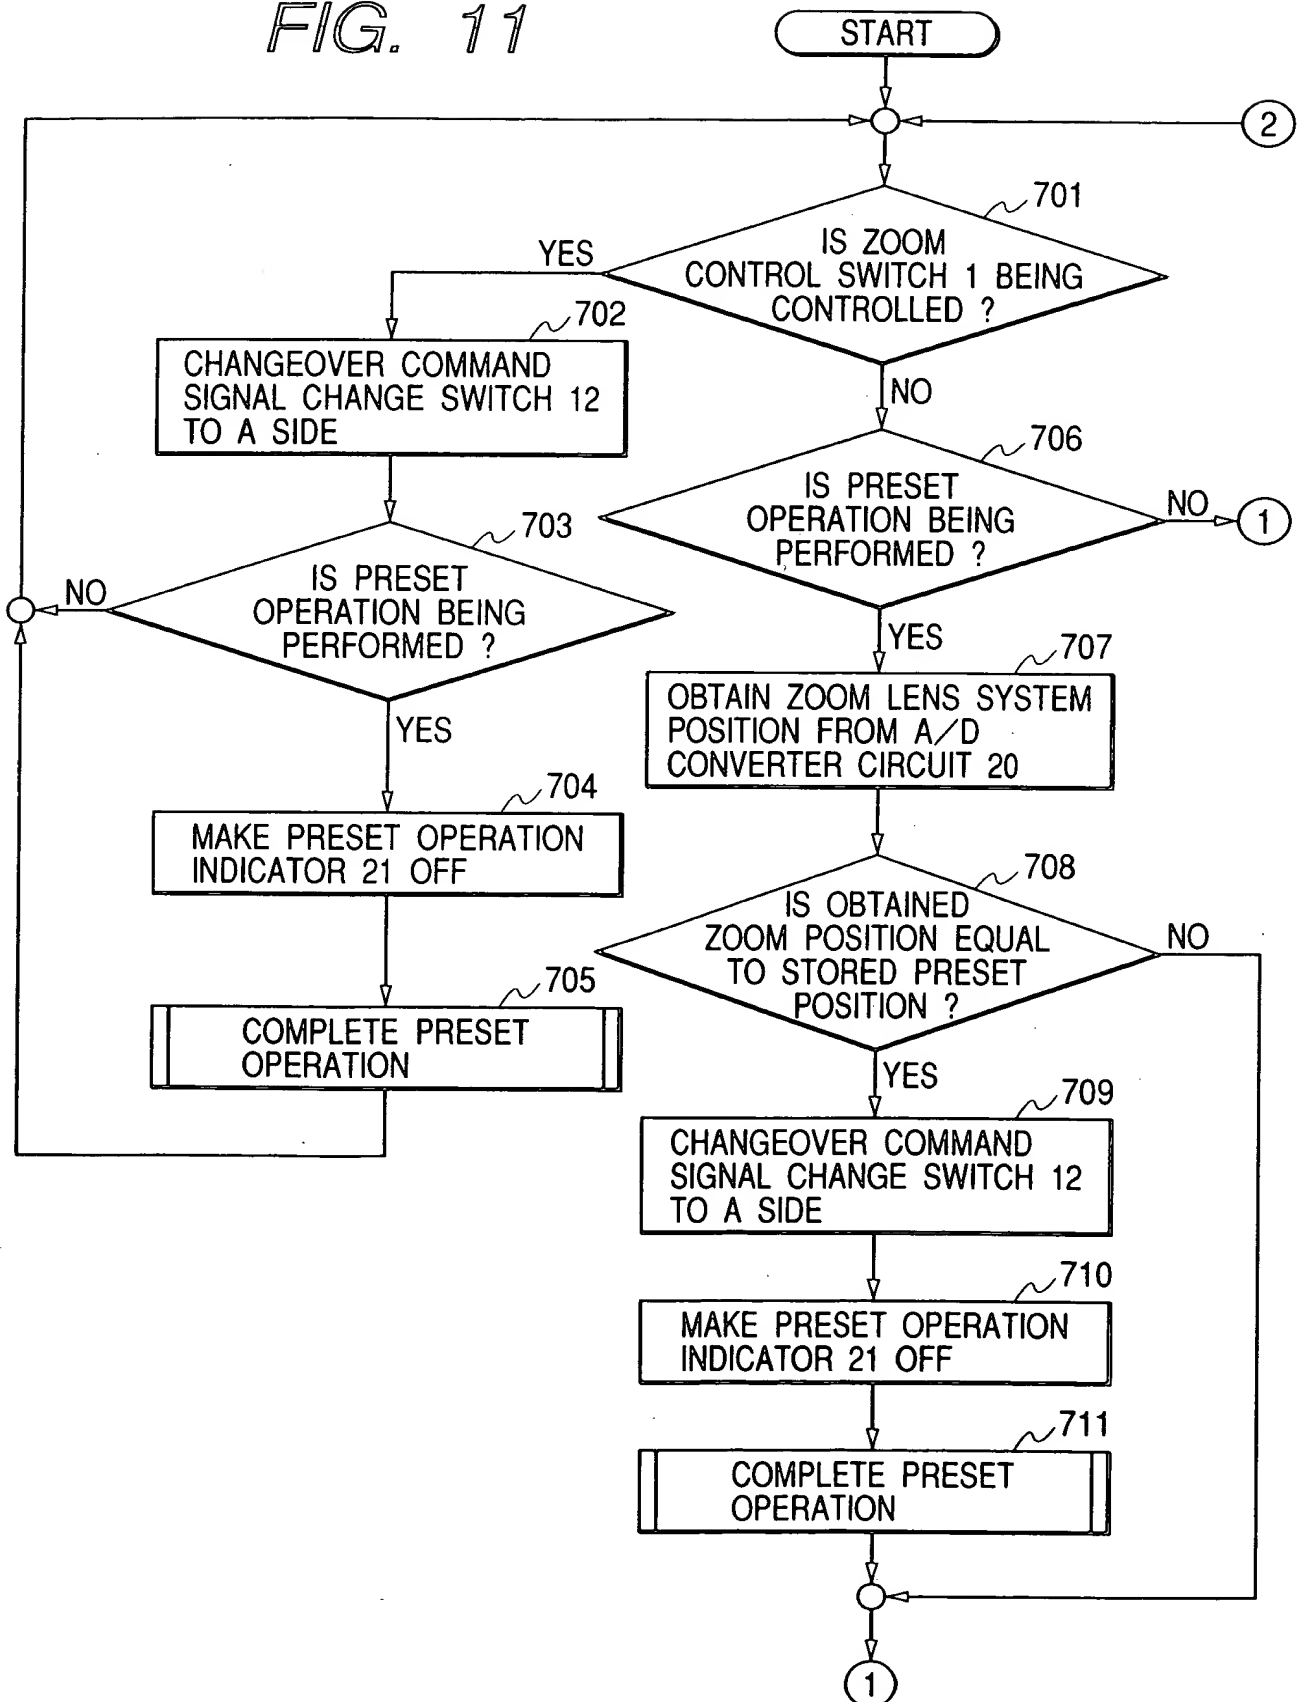 FIG. 11
START
2
701
IS ZOOM
CONTROL SWITCH 1 BEING
CONTROLLED ?
YES
NO
702
CHANGEOVER COMMAND
SIGNAL CHANGE SWITCH 12
TO A SIDE
703
IS PRESET
OPERATION BEING
PERFORMED ?
NO
YES
704
MAKE PRESET OPERATION
INDICATOR 21 OFF
705
COMPLETE PRESET
OPERATION
706
IS PRESET
OPERATION BEING
PERFORMED ?
NO
1
YES
707
OBTAIN ZOOM LENS SYSTEM
POSITION FROM A/D
CONVERTER CIRCUIT 20
708
IS OBTAINED
ZOOM POSITION EQUAL
TO STORED PRESET
POSITION ?
NO
YES
709
CHANGEOVER COMMAND
SIGNAL CHANGE SWITCH 12
TO A SIDE
710
MAKE PRESET OPERATION
INDICATOR 21 OFF
711
COMPLETE PRESET
OPERATION
1